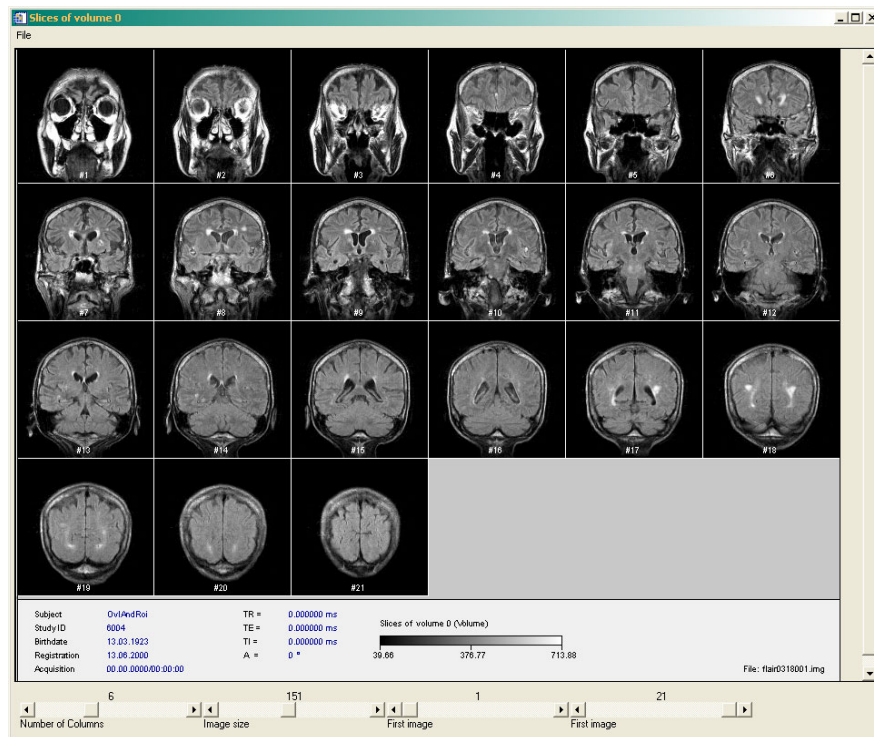 Slices of volume 0
File
#1
#2
#3
#4
#5
#6
#7
#8
#9
#10
#11
#12
#13
#14
#15
#16
#17
#18
#19
#20
#21
Subject OvlAndRoi TR = 0.000000 ms
Study ID 6004 TE = 0.000000 ms Slices of volume 0 (Volume)
Birthdate 13.03.1923 TI = 0.000000 ms
Registration 13.06.2000 A = 0 ° 39.66 376.77 713.88
Acquisition 00.00.0000/00:00:00 File: flair0318001.img
6 151 1 21
Number of Columns Image size First image First image